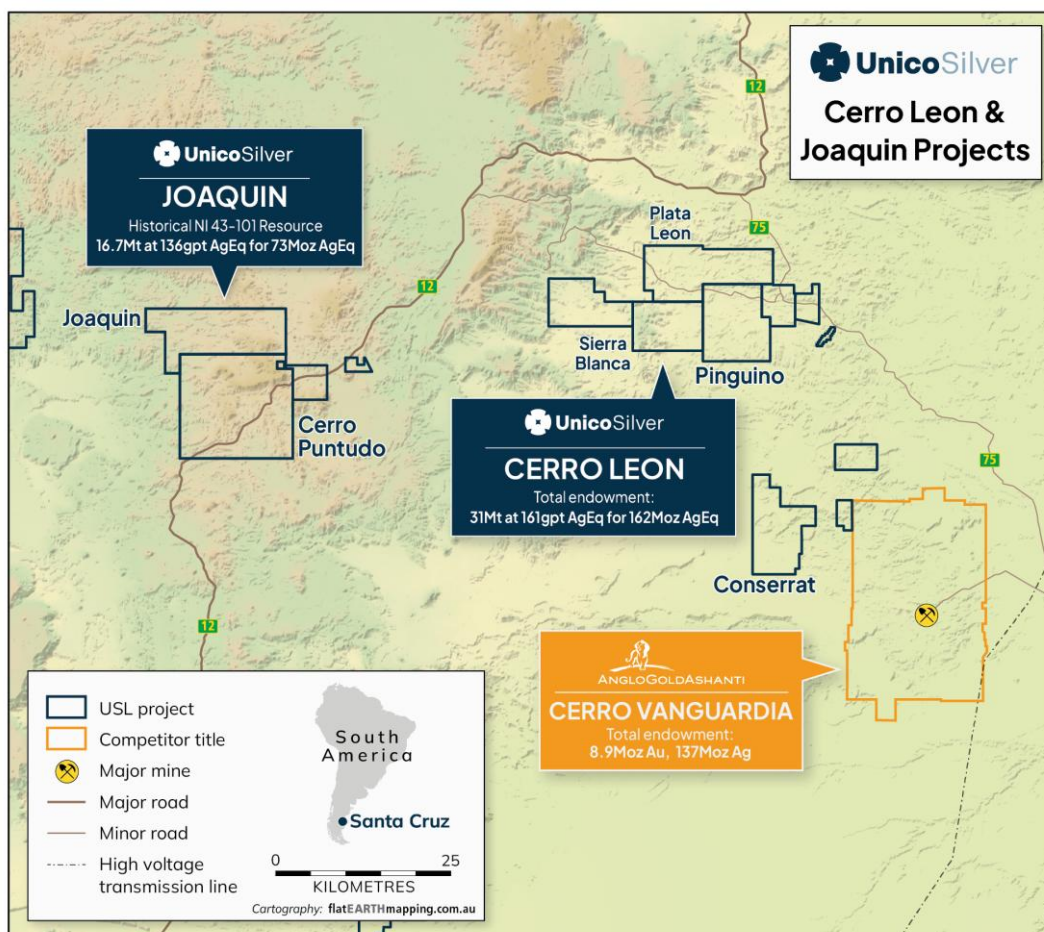 UnicoSilver
Cerro Leon &
Joaquin Projects
12
UnicoSilver
JOAQUIN
Historical NI 43-101 Resource
16.7Mt at 136gpt AgEq for 73Moz AgEq
Plata
Leon
75
12
Joaquin
Sierra
Blanca
Pinguino
Cerro
Puntudo
UnicoSilver
CERRO LEON
Total endowment:
31Mt at 161gpt AgEq for 162Moz AgEq
75
Conserrat
12
ANGLOGOLDASHANTI
CERRO VANGUARDIA
Total endowment:
8.9Moz Au, 137Moz Ag
USL project
Competitor title
Major mine
Major road
Minor road
High voltage
transmission line
South
America
Santa Cruz
0 25
KILOMETRES
Cartography: flatEARTHmapping.com.au